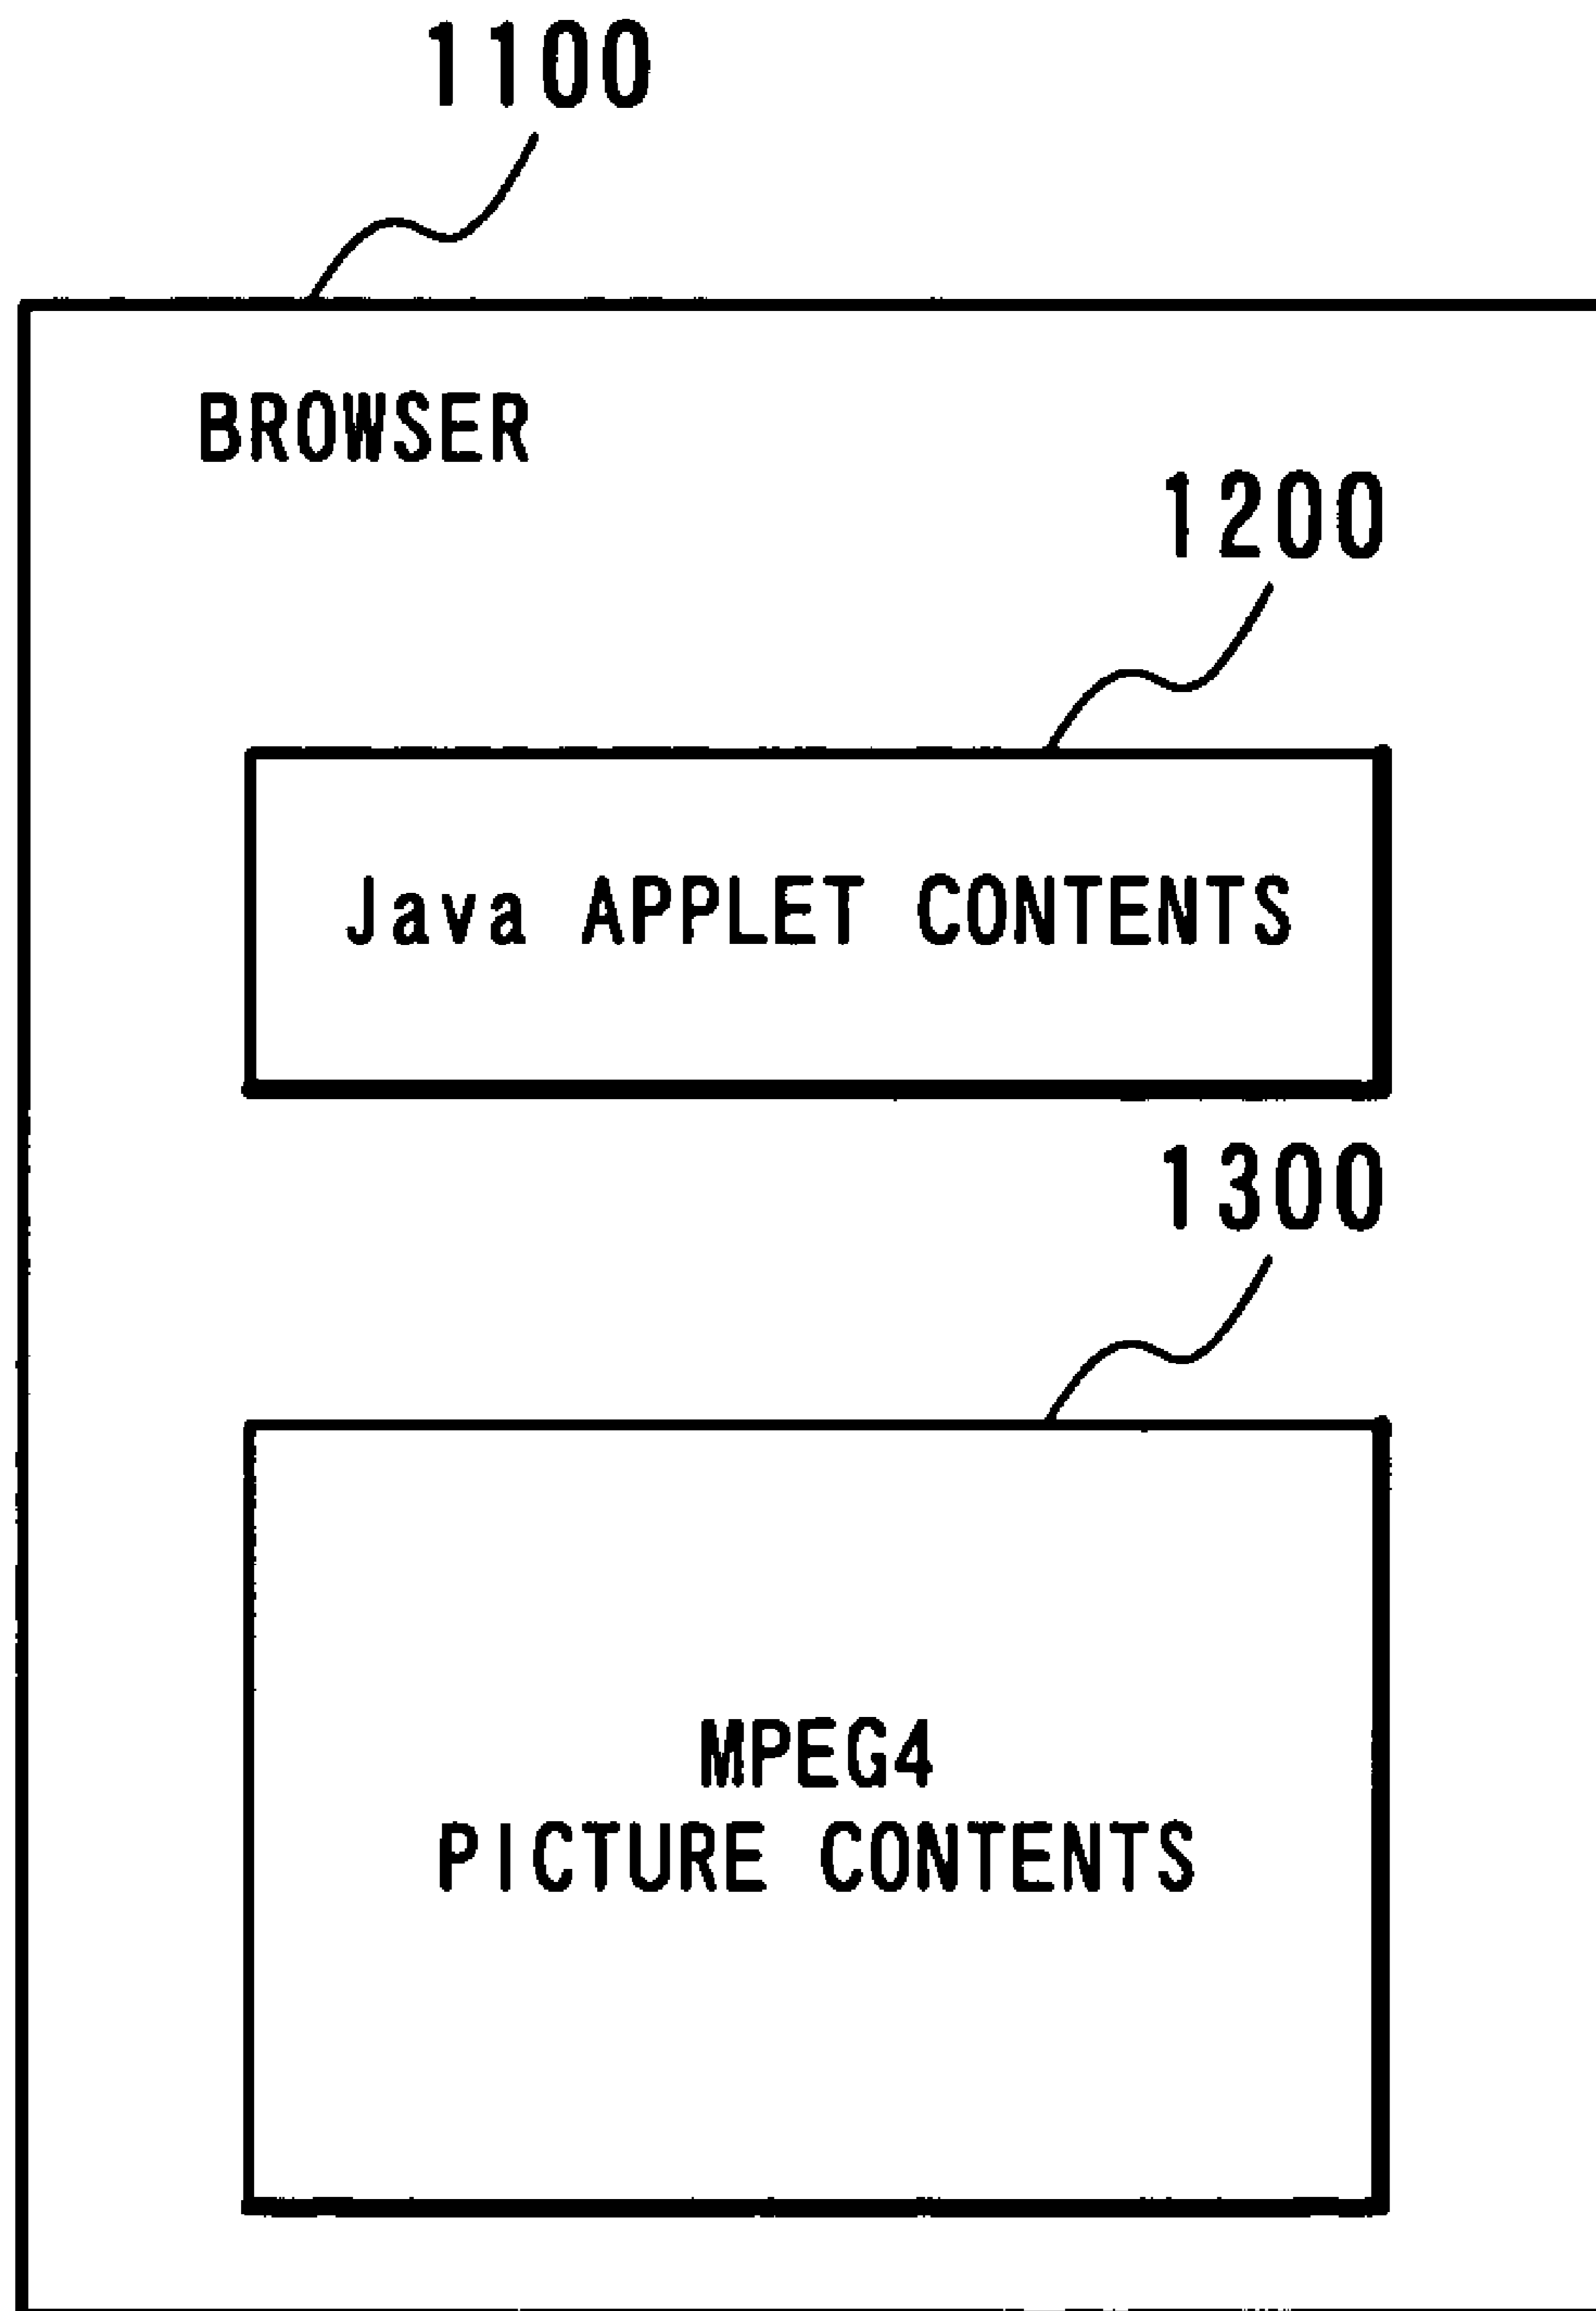 1100
BROWSER
1200
Java APPLET CONTENTS
1300
MPEG4
PICTURE CONTENTS